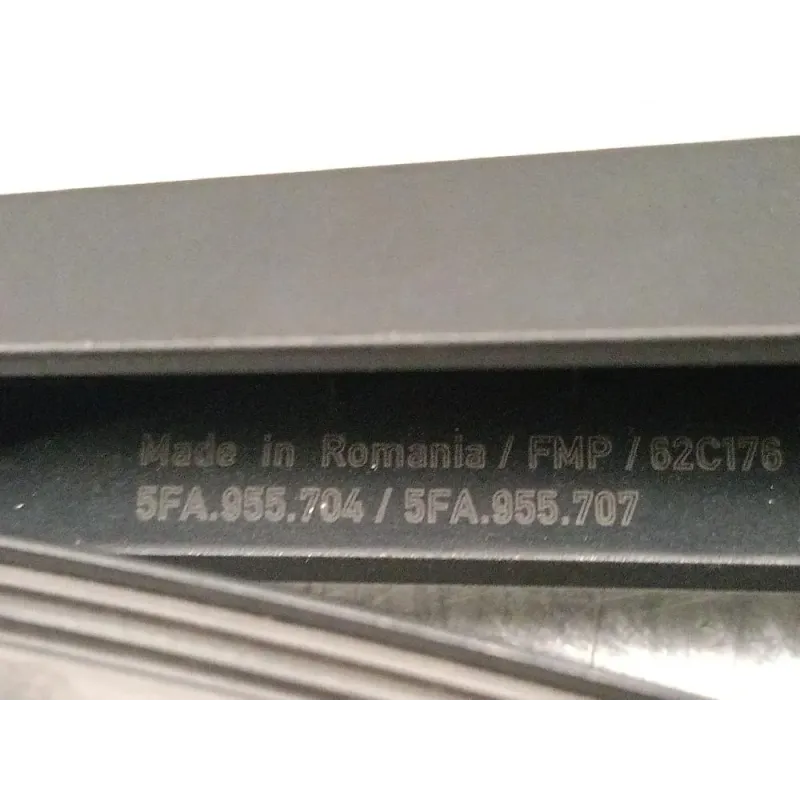 Made in Romania / FMP / 62C176
5FA.955.704 / 5FA.955.707